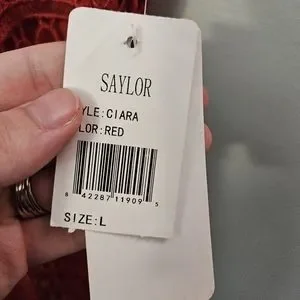 SAYLOR
YLE:CIARA
LOR:RED
8 42287 11909 5
SIZE:L